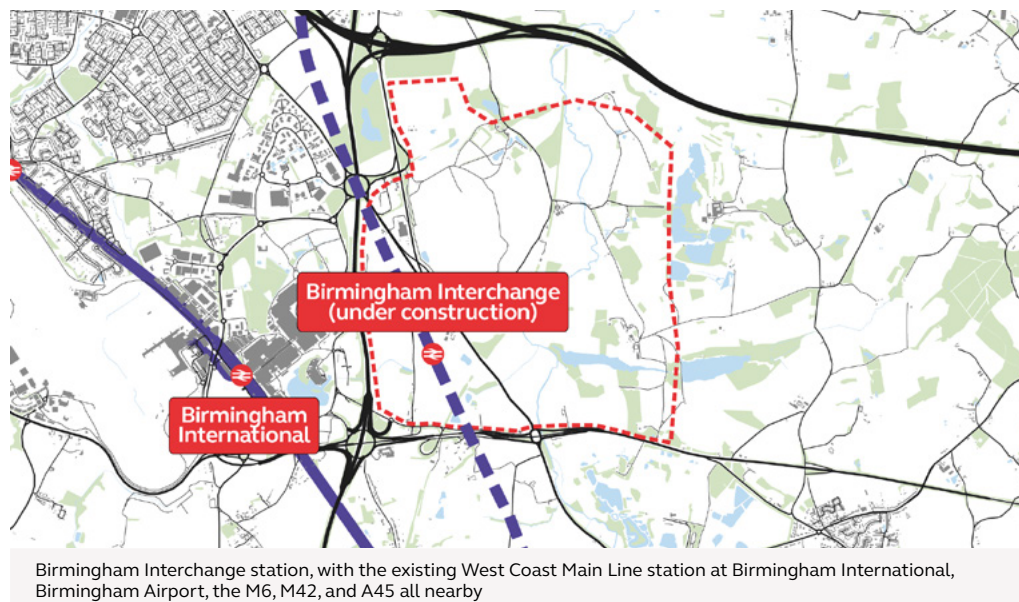 Birmingham Interchange
(under construction)
Birmingham
International
Birmingham Interchange station, with the existing West Coast Main Line station at Birmingham International,
Birmingham Airport, the M6, M42, and A45 all nearby